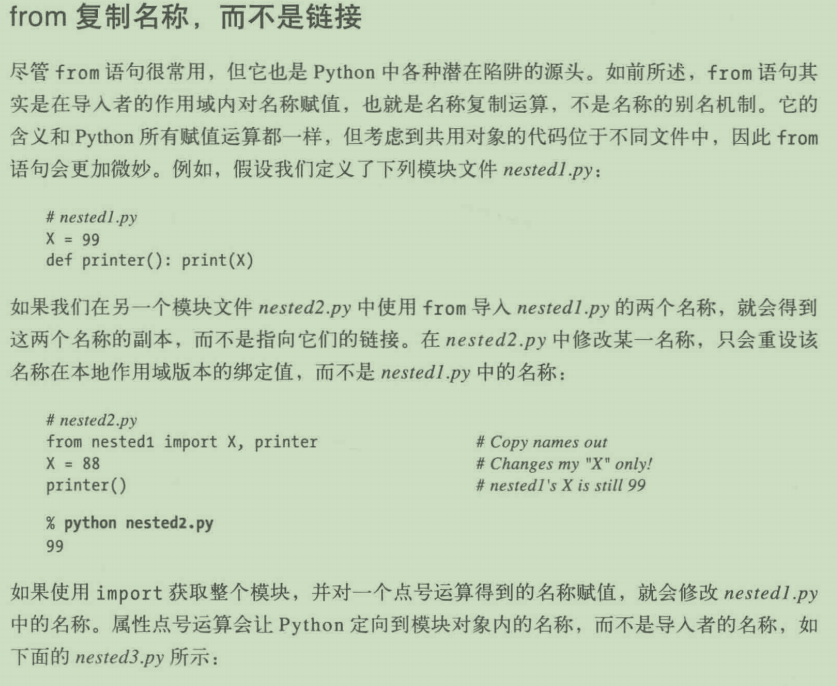 from 复制名称，而不是链接
尽管 from 语句很常用，但它也是 Python 中各种潜在陷阱的源头。如前所述，from 语句其
实是在导入者的作用域内对名称赋值，也就是名称复制运算，不是名称的别名机制。它的
含义和 Python 所有赋值运算都一样，但考虑到共用对象的代码位于不同文件中，因此 from
语句会更加微妙。例如，假设我们定义了下列模块文件 nested1.py：
# nested1.py
X = 99
def printer(): print(X)
如果我们在另一个模块文件 nested2.py 中使用 from 导入 nested1.py 的两个名称，就会得到
这两个名称的副本，而不是指向它们的链接。在 nested2.py 中修改某一名称，只会重设该
名称在本地作用域版本的绑定值，而不是 nested1.py 中的名称：
# nested2.py
from nested1 import X, printer # Copy names out
X = 88 # Changes my "X" only!
printer() # nested1's X is still 99
% python nested2.py
99
如果使用 import 获取整个模块，并对一个点号运算得到的名称赋值，就会修改 nested1.py
中的名称。属性点号运算会让 Python 定向到模块对象内的名称，而不是导入者的名称，如
下面的 nested3.py 所示：